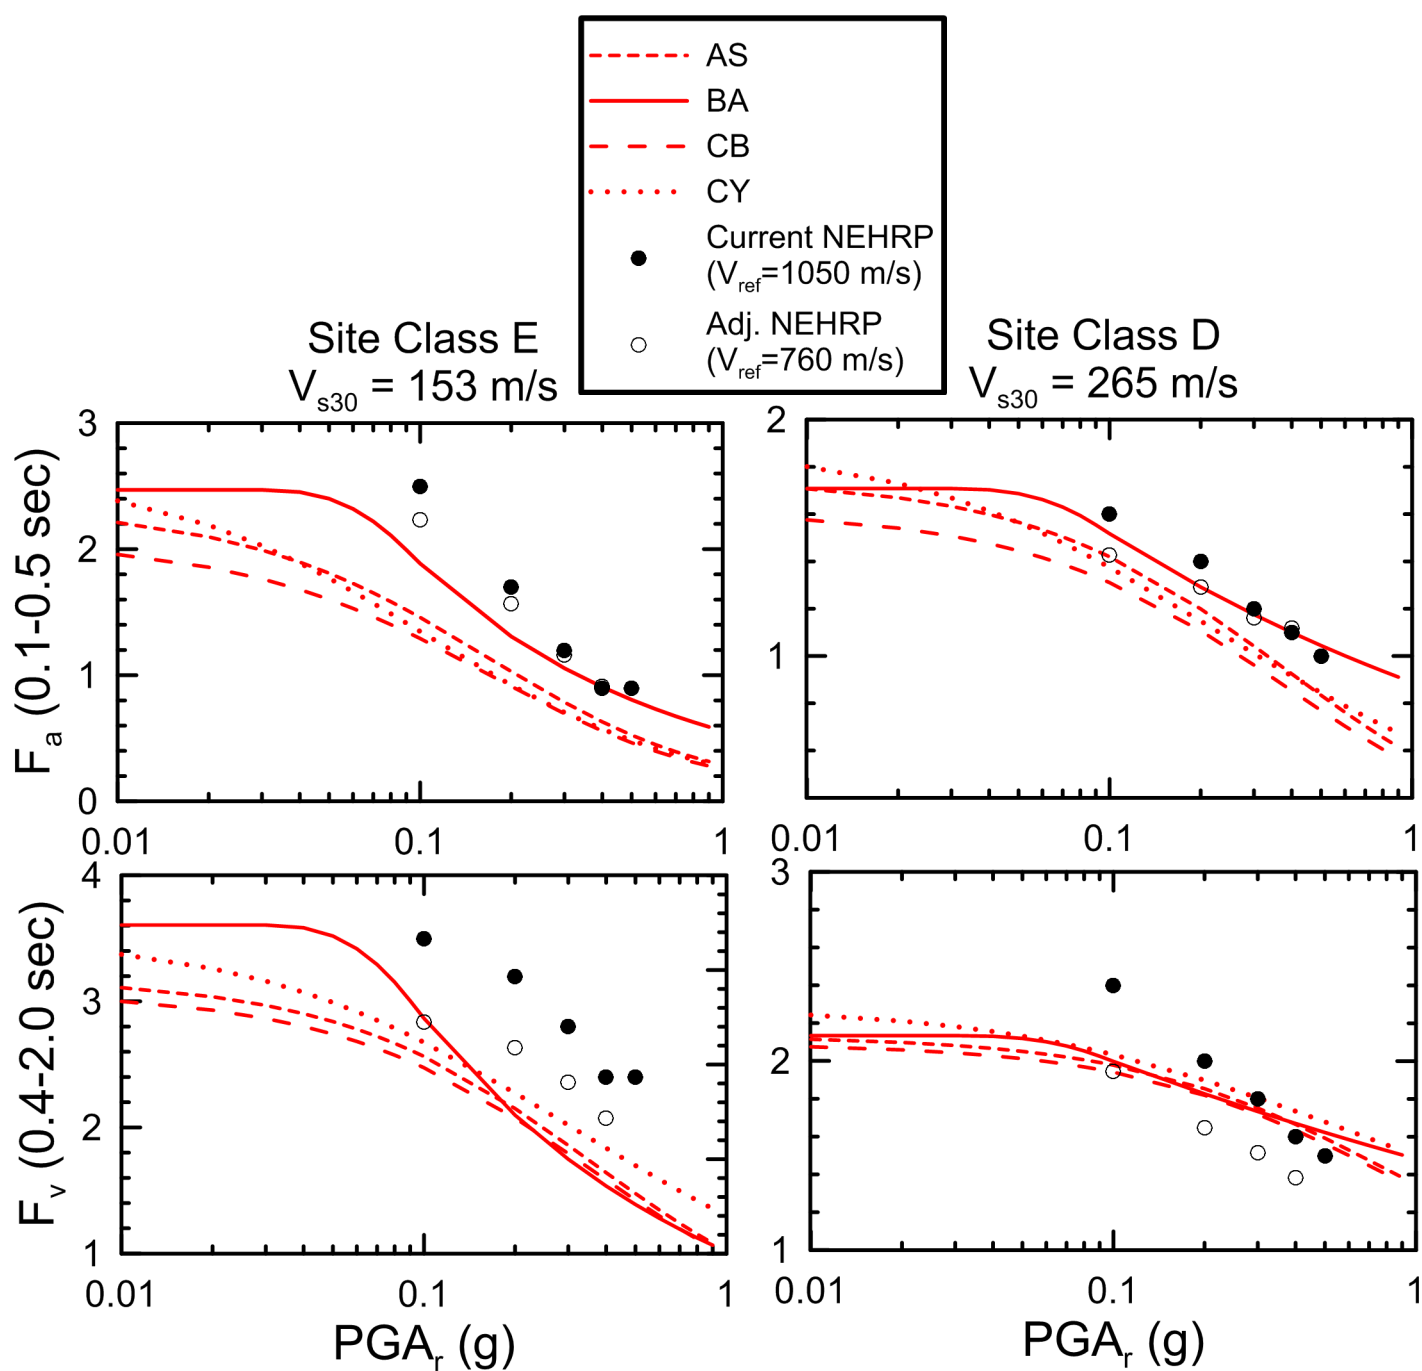 AS
BA
CB
CY
Current NEHRP
(Vref=1050 m/s)
Adj. NEHRP
(Vref=760 m/s)
Site Class E
Vs30 = 153 m/s
Site Class D
Vs30 = 265 m/s
Fa (0.1-0.5 sec)
3
2
1
0
0.01
0.1
1
2
1
0.01
0.1
1
Fv (0.4-2.0 sec)
4
3
2
1
0.01
0.1
1
PGAr (g)
3
2
1
0.01
0.1
1
PGAr (g)